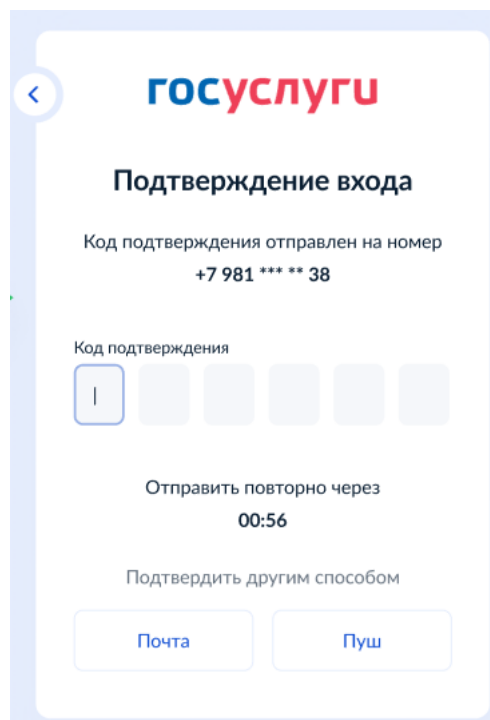 госуслуги
Подтверждение входа
Код подтверждения отправлен на номер
+7 981 *** ** 38
Код подтверждения
Отправить повторно через
00:56
Подтвердить другим способом
Почта Пуш